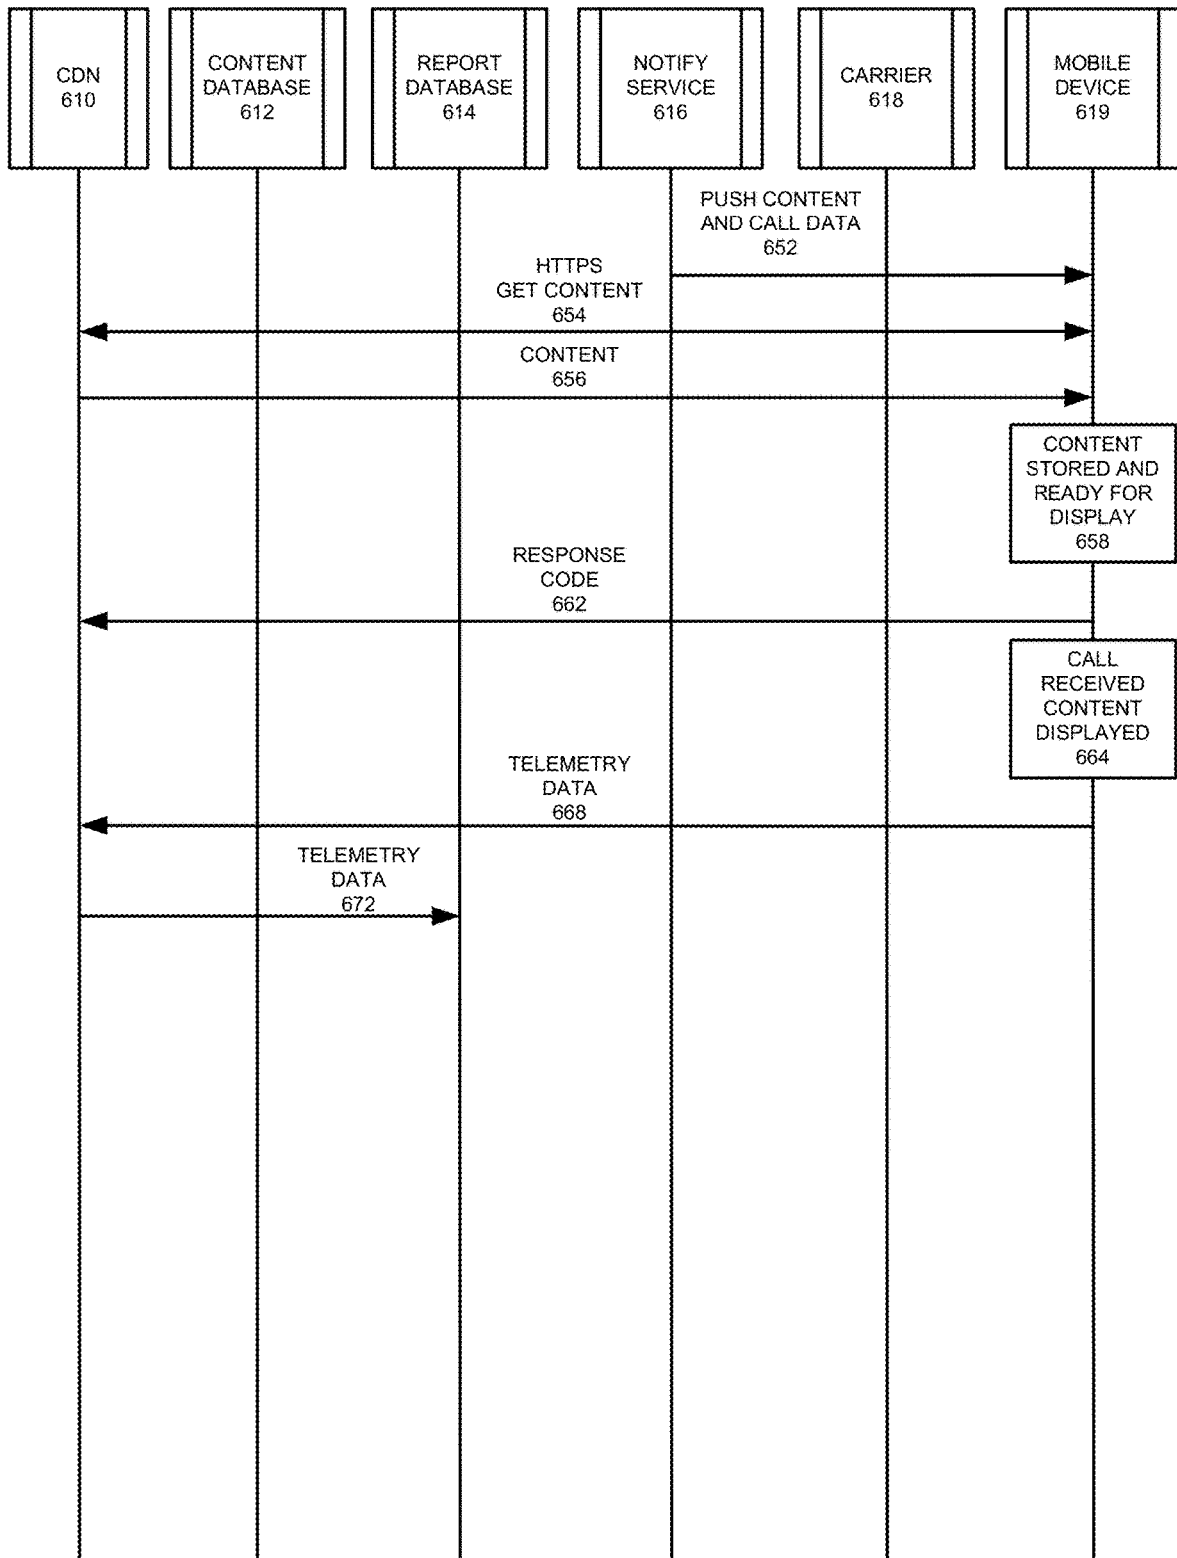 CDN
610
CONTENT
DATABASE
612
REPORT
DATABASE
614
NOTIFY
SERVICE
616
CARRIER
618
MOBILE
DEVICE
619
PUSH CONTENT
AND CALL DATA
652
HTTPS
GET CONTENT
654
CONTENT
656
CONTENT
STORED AND
READY FOR
DISPLAY
658
RESPONSE
CODE
662
CALL
RECEIVED
CONTENT
DISPLAYED
664
TELEMETRY
DATA
668
TELEMETRY
DATA
672